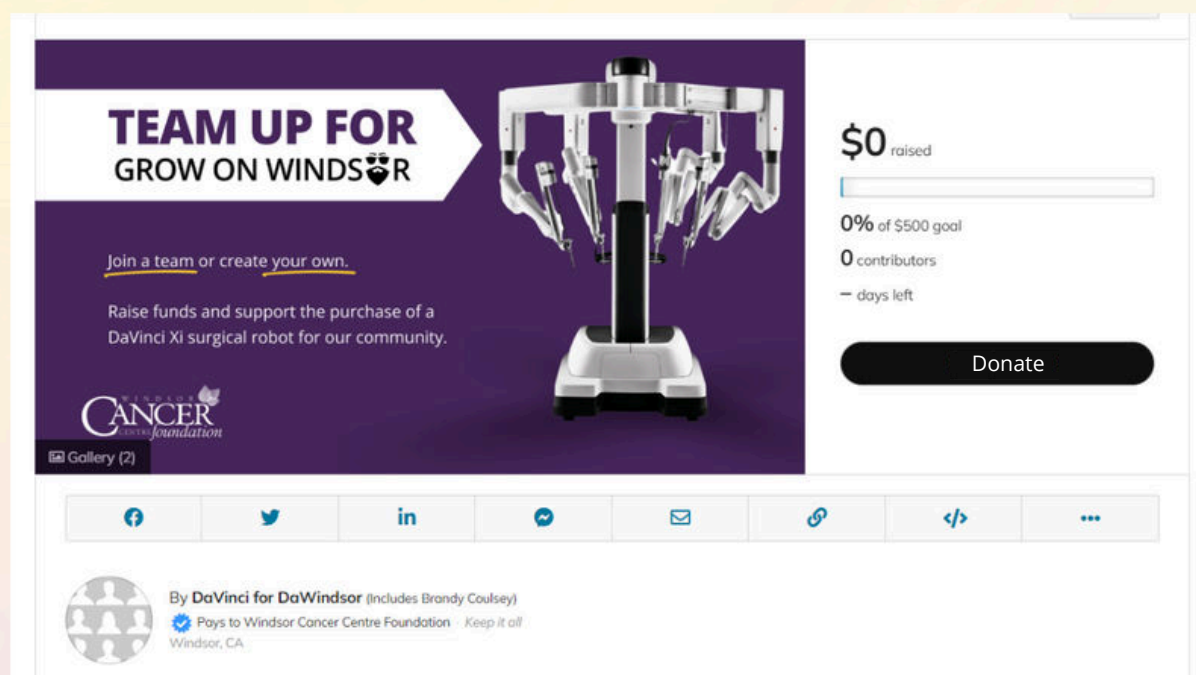 TEAM UP FOR
GROW ON WINDSOR
Join a team or create your own.
Raise funds and support the purchase of a
DaVinci Xi surgical robot for our community.
WINDSOR
CANCER
CENTRE foundation
Gallery (2)
$0 raised
0% of $500 goal
0 contributors
– days left
Donate
By DaVinci for DaWindsor (Includes Brandy Coulsey)
Pays to Windsor Cancer Centre Foundation Keep it all
Windsor, CA